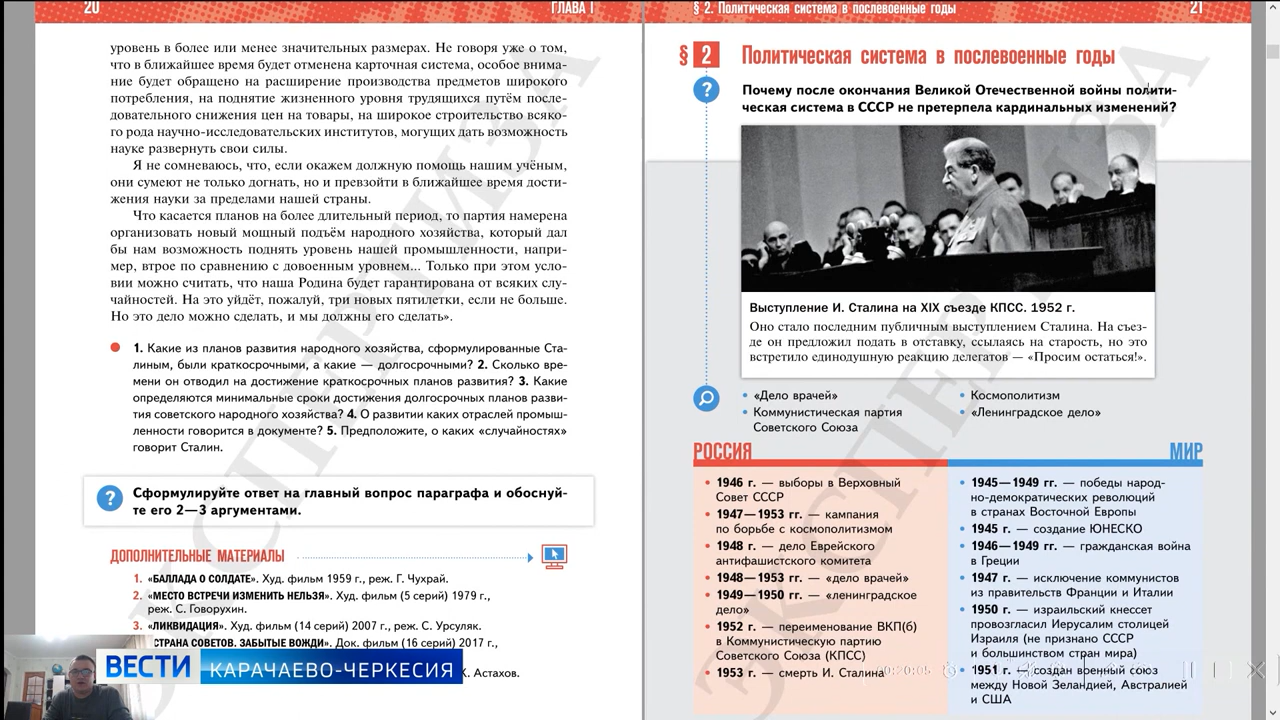 20
ГЛАВА I
уровень в более или менее значительных размерах. Не говоря уже о том,
что в ближайшее время будет отменена карточная система, особое внима-
ние будет обращено на расширение производства предметов широкого
потребления, на поднятие жизненного уровня трудящихся путём после-
довательного снижения цен на товары, на широкое строительство всяко-
го рода научно-исследовательских институтов, могущих дать возможность
науке развернуть свои силы.
Я не сомневаюсь, что, если окажем должную помощь нашим учёным,
они сумеют не только догнать, но и превзойти в ближайшее время дости-
жения науки за пределами нашей страны.
Что касается планов на более длительный период, то партия намерена
организовать новый мощный подъём народного хозяйства, который дал
бы нам возможность поднять уровень нашей промышленности, напри-
мер, втрое по сравнению с довоенным уровнем... Только при этом усло-
вии можно считать, что наша Родина будет гарантирована от всяких слу-
чайностей. На это уйдёт, пожалуй, три новых пятилетки, если не больше.
Но это дело можно сделать, и мы должны его сделать».
1. Какие из планов развития народного хозяйства, сформулированные Ста-
линым, были краткосрочными, а какие — долгосрочными? 2. Сколько вре-
мени он отводил на достижение краткосрочных планов развития? 3. Какие
определяются минимальные сроки достижения долгосрочных планов разви-
тия советского народного хозяйства? 4. О развитии каких отраслей промыш-
ленности говорится в документе? 5. Предположите, о каких «случайностях»
говорит Сталин.
? Сформулируйте ответ на главный вопрос параграфа и обоснуй-
те его 2—3 аргументами.
ДОПОЛНИТЕЛЬНЫЕ МАТЕРИАЛЫ
1. «БАЛЛАДА О СОЛДАТЕ». Худ. фильм 1959 г., реж. Г. Чухрай.
2. «МЕСТО ВСТРЕЧИ ИЗМЕНИТЬ НЕЛЬЗЯ». Худ. фильм (5 серий) 1979 г.,
реж. С. Говорухин.
3. «ЛИКВИДАЦИЯ». Худ. фильм (14 серий) 2007 г., реж. С. Урсуляк.
СТРАНА СОВЕТОВ. ЗАБЫТЫЕ ВОЖДИ». Док. фильм (16 серий) 2017 г.,
К. Астахов.
ВЕСТИ КАРАЧАЕВО-ЧЕРКЕСИЯ
ЭКСПЕРТИЗА
§ 2. Политическая система в послевоенные годы
21
§ 2 Политическая система в послевоенные годы
? Почему после окончания Великой Отечественной войны полити-
ческая система в СССР не претерпела кардинальных изменений?
Выступление И. Сталина на XIX съезде КПСС. 1952 г.
Оно стало последним публичным выступлением Сталина. На съез-
де он предложил подать в отставку, ссылаясь на старость, но это
встретило единодушную реакцию делегатов — «Просим остаться!».
• «Дело врачей»
• Коммунистическая партия
Советского Союза
• Космополитизм
• «Ленинградское дело»
РОССИЯ
• 1946 г. — выборы в Верховный
Совет СССР
• 1947—1953 гг. — кампания
по борьбе с космополитизмом
• 1948 г. — дело Еврейского
антифашистского комитета
• 1948—1953 гг. — «дело врачей»
• 1949—1950 гг. — «ленинградское
дело»
• 1952 г. — переименование ВКП(б)
в Коммунистическую партию
Советского Союза (КПСС)
• 1953 г. — смерть И. Сталина
МИР
• 1945—1949 гг. — победы народ-
но-демократических революций
в странах Восточной Европы
• 1945 г. — создание ЮНЕСКО
• 1946—1949 гг. — гражданская война
в Греции
• 1947 г. — исключение коммунистов
из правительств Франции и Италии
• 1950 г. — израильский кнессет
провозгласил Иерусалим столицей
Израиля (не признано СССР
и большинством стран мира)
• 1951 г. — создан военный союз
между Новой Зеландией, Австралией
и США
00:20:05
ЭКСПЕРТИЗА